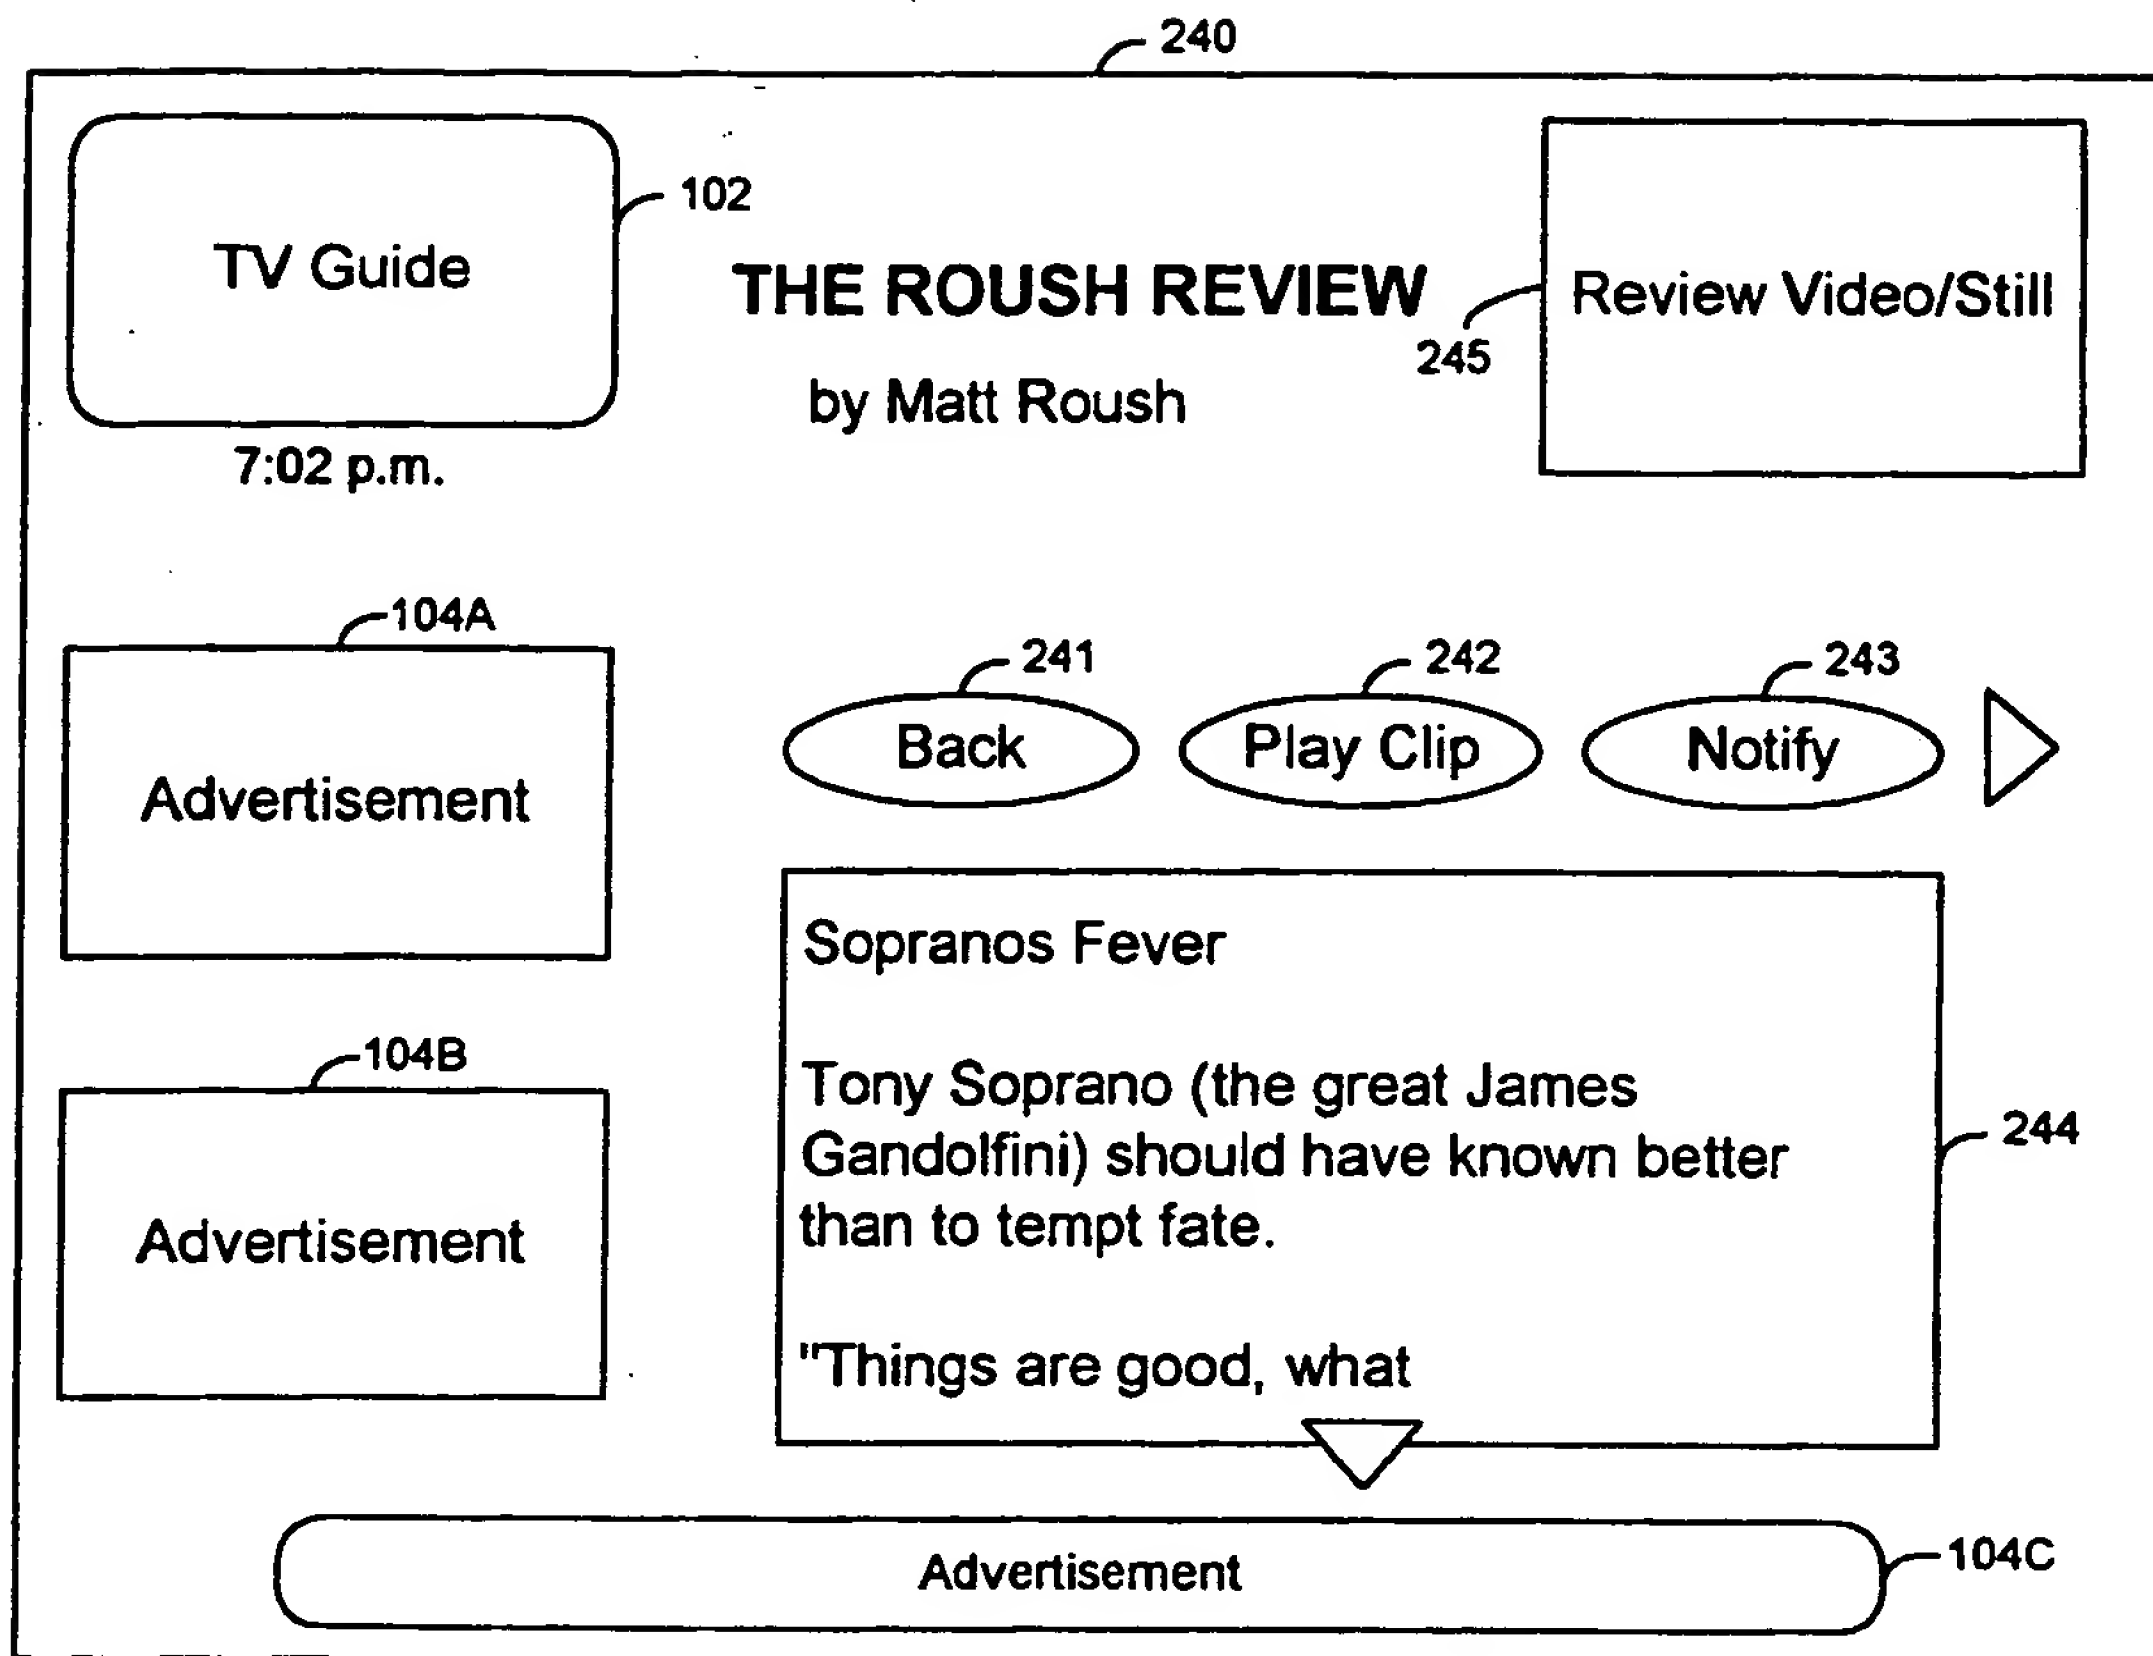 240
TV Guide
102
THE ROUSH REVIEW
by Matt Roush
245
Review Video/Still
7:02 p.m.
104A
Advertisement
104B
Advertisement
241
Back
242
Play Clip
243
Notify
Sopranos Fever
Tony Soprano (the great James
Gandolfini) should have known better
than to tempt fate.
"Things are good, what
244
Advertisement
104C